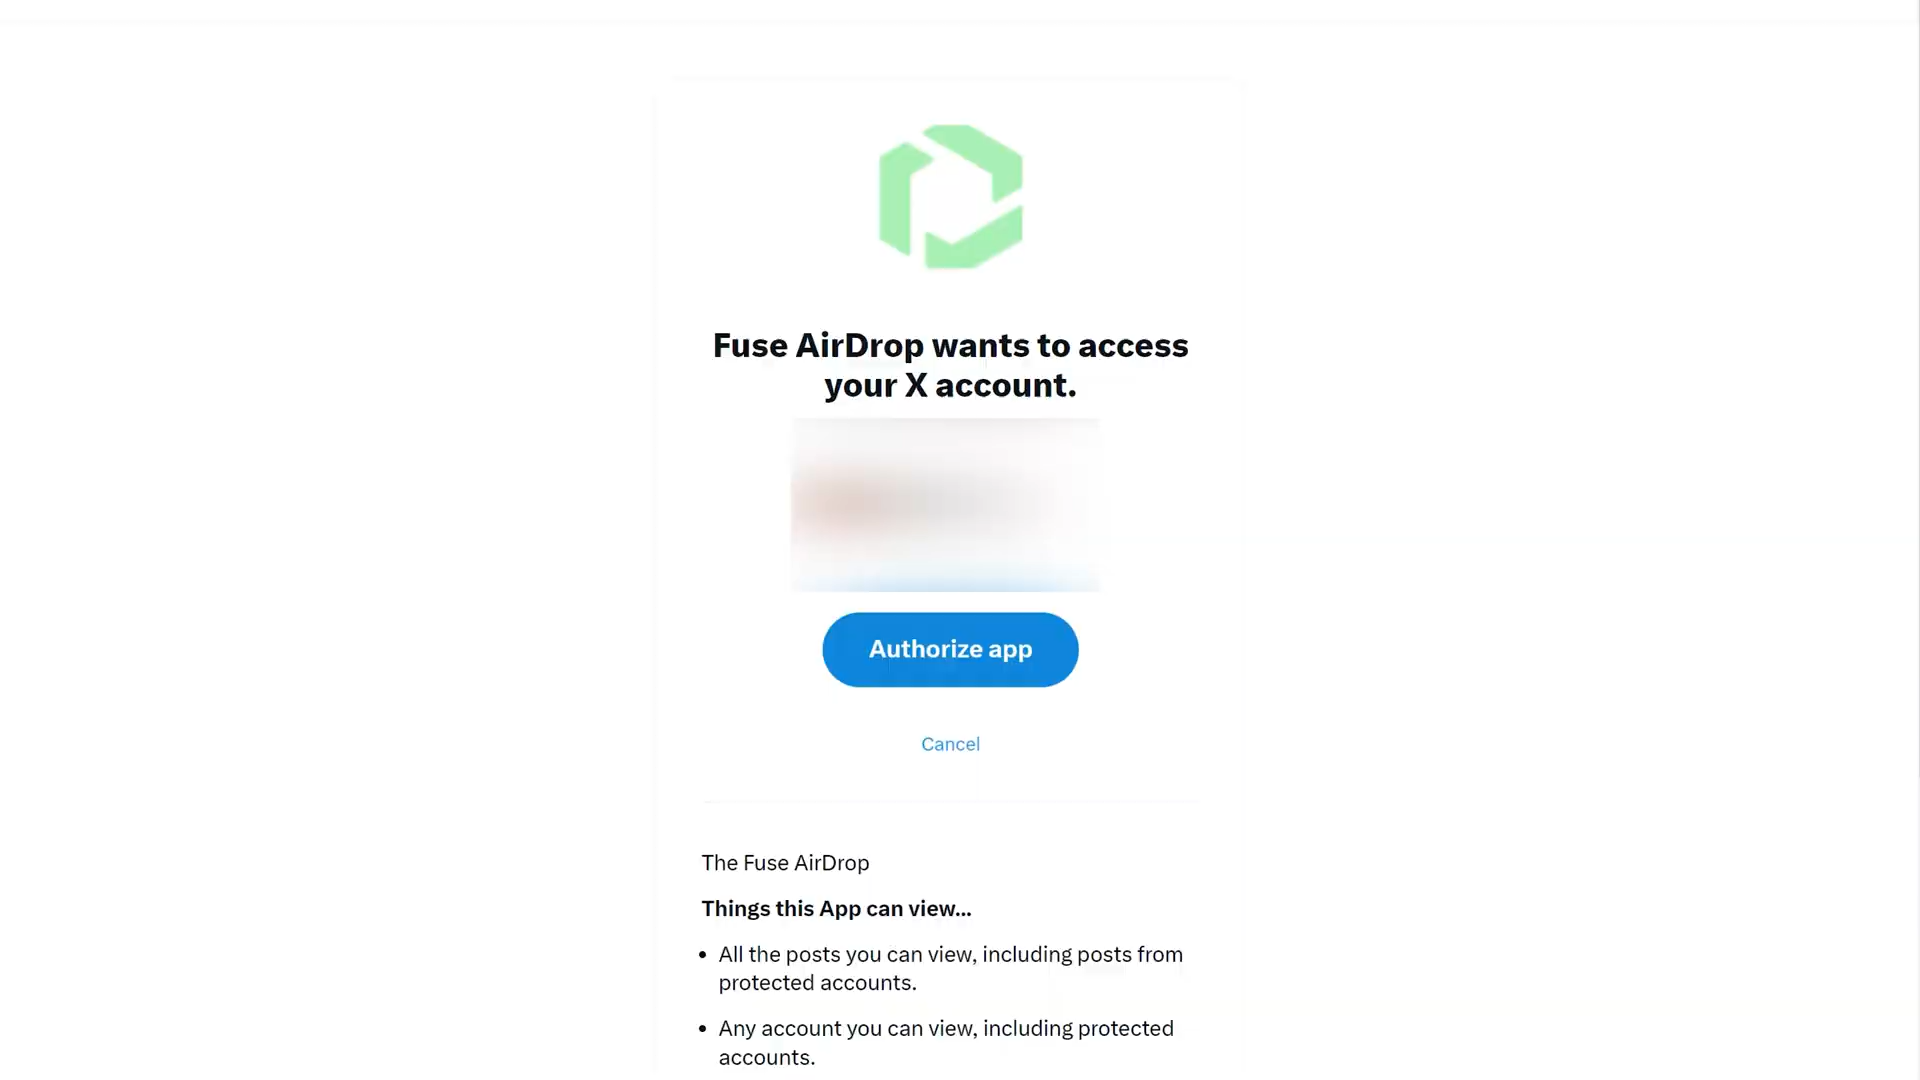 Fuse AirDrop wants to access
your X account.
Authorize app
Cancel
The Fuse AirDrop
Things this App can view...
• All the posts you can view, including posts from
protected accounts.
• Any account you can view, including protected
accounts.